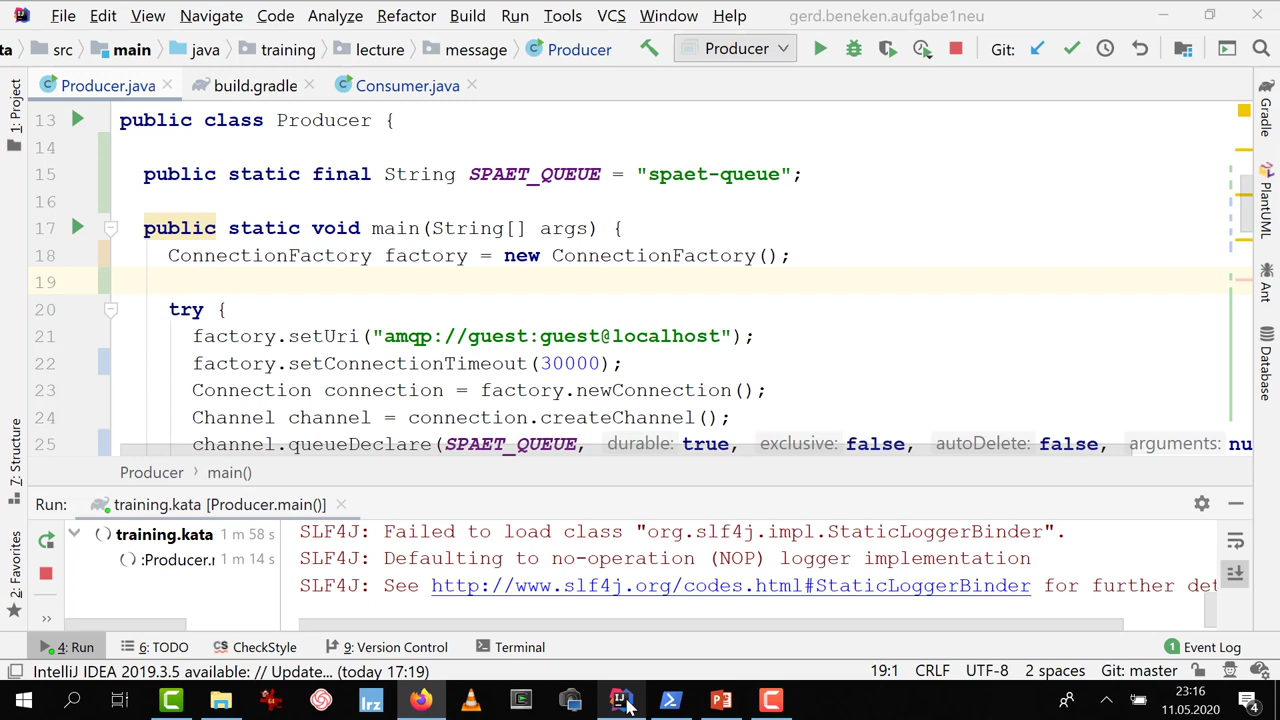 File Edit View Navigate Code Analyze Refactor Build Run Tools VCS Window Help gerd.beneken.aufgabe1neu
ta src main java training lecture message Producer Producer Git:
Producer.java build.gradle Consumer.java
1: Project
7: Structure
2: Favorites
Gradle
PlantUML
Ant
Database
13 public class Producer {
14
15 public static final String SPAET_QUEUE = "spaet-queue";
16
17 public static void main(String[] args) {
18 ConnectionFactory factory = new ConnectionFactory();
19
20 try {
21 factory.setUri("amqp://guest:guest@localhost");
22 factory.setConnectionTimeout(30000);
23 Connection connection = factory.newConnection();
24 Channel channel = connection.createChannel();
25 channel.queueDeclare(SPAET_QUEUE, durable: true, exclusive: false, autoDelete: false, arguments: nu
Producer main()
Run: training.kata [Producer.main()]
training.kata 1 m 58 s
:Producer.r 1 m 14 s
SLF4J: Failed to load class "org.slf4j.impl.StaticLoggerBinder".
SLF4J: Defaulting to no-operation (NOP) logger implementation
SLF4J: See http://www.slf4j.org/codes.html#StaticLoggerBinder for further det
4: Run 6: TODO CheckStyle 9: Version Control Terminal 1 Event Log
IntelliJ IDEA 2019.3.5 available: // Update... (today 17:19) 19:1 CRLF UTF-8 2 spaces Git: master
lrz 23:16
11.05.2020 4